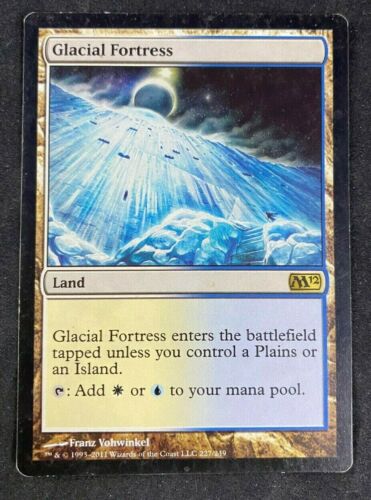 Glacial Fortress
Land
M12
Glacial Fortress enters the battlefield
tapped unless you control a Plains or
an Island.
: Add or to your mana pool.
Franz Vohwinkel
™ & © 1993-2011 Wizards of the Coast LLC 227/249